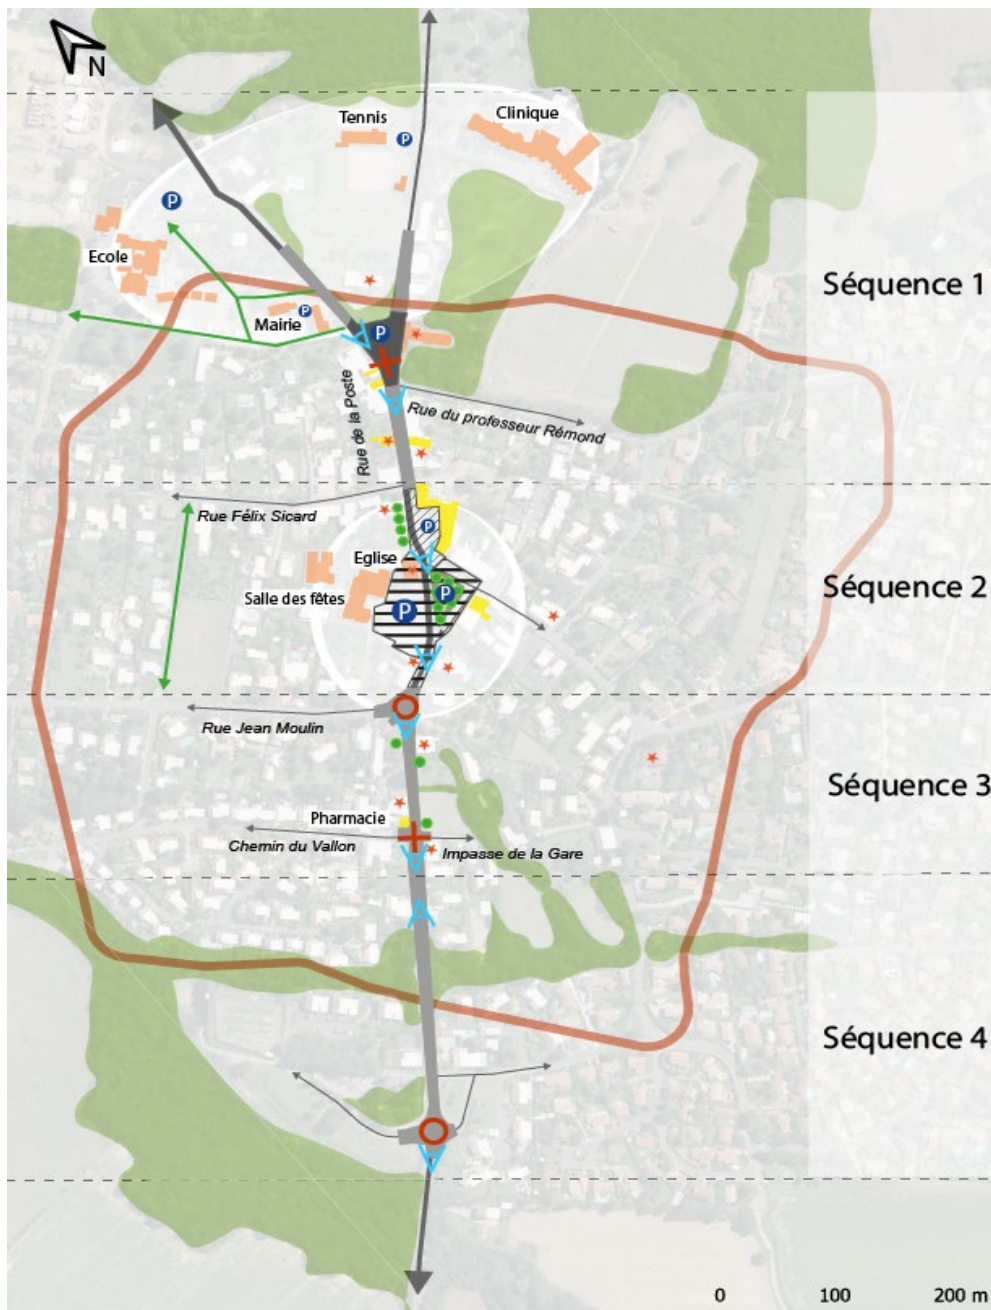 N
Tennis
P
Clinique
P
Ecole
P
Mairie
P
Séquence 1
Rue de la Poste
Rue du professeur Rémond
Rue Félix Sicard
P
Eglise
Salle des fêtes
P
P
Séquence 2
Rue Jean Moulin
Séquence 3
Pharmacie
Chemin du Vallon
Impasse de la Gare
Séquence 4
0 100 200 m